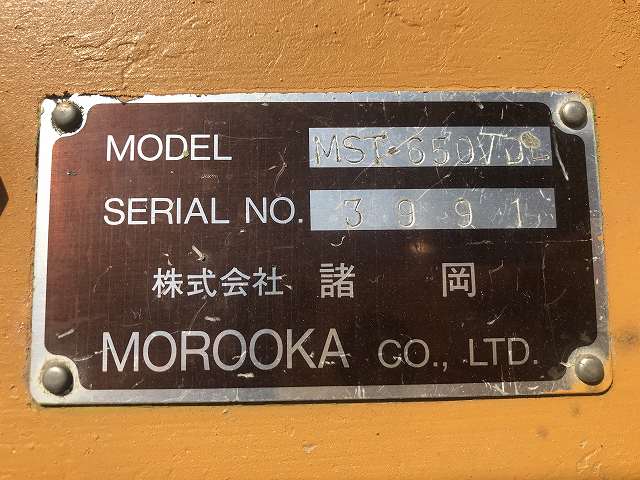 MODEL MST-650VDL
SERIAL NO. 3991
株式会社 諸岡
MOROOKA CO., LTD.